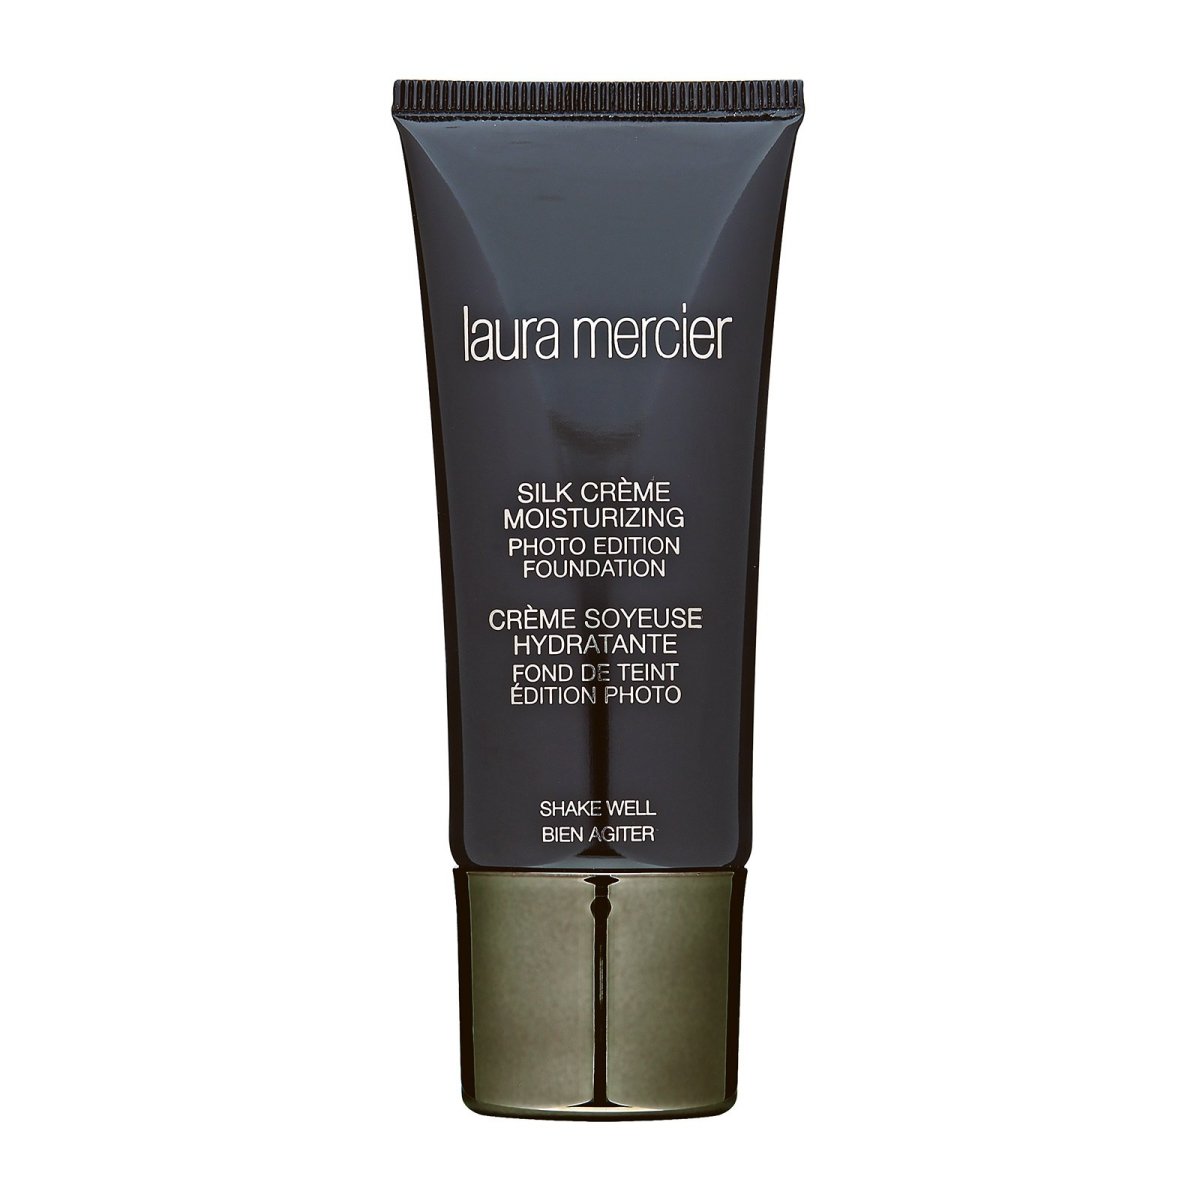 laura mercier
SILK CRÈME
MOISTURIZING
PHOTO EDITION
FOUNDATION
CRÈME SOYEUSE
HYDRATANTE
FOND DE TEINT
ÉDITION PHOTO
SHAKE WELL
BIEN AGITER